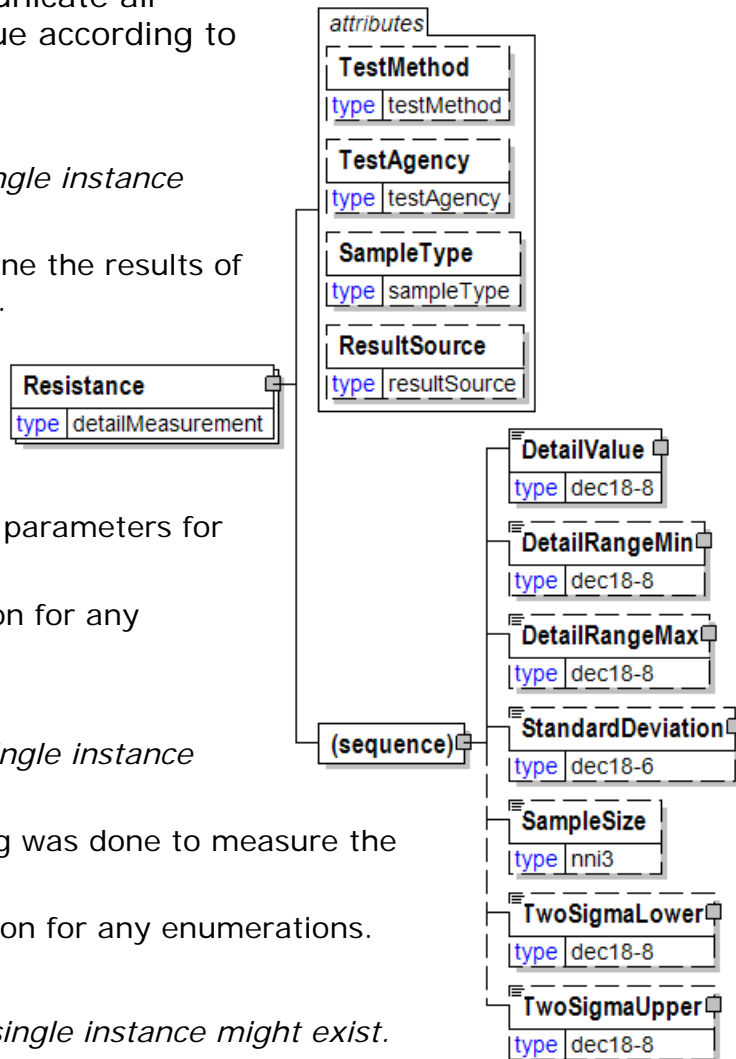 unicate all
ue according to
ngle instance
ne the results of
.
parameters for
on for any
ingle instance
g was done to measure the
on for any enumerations.
single instance might exist.
Resistance
type detailMeasurement
attributes
TestMethod
type testMethod
TestAgency
type testAgency
SampleType
type sampleType
ResultSource
type resultSource
(sequence)
DetailValue
type dec18-8
DetailRangeMin
type dec18-8
DetailRangeMax
type dec18-8
StandardDeviation
type dec18-6
SampleSize
type nni3
TwoSigmaLower
type dec18-8
TwoSigmaUpper
type dec18-8